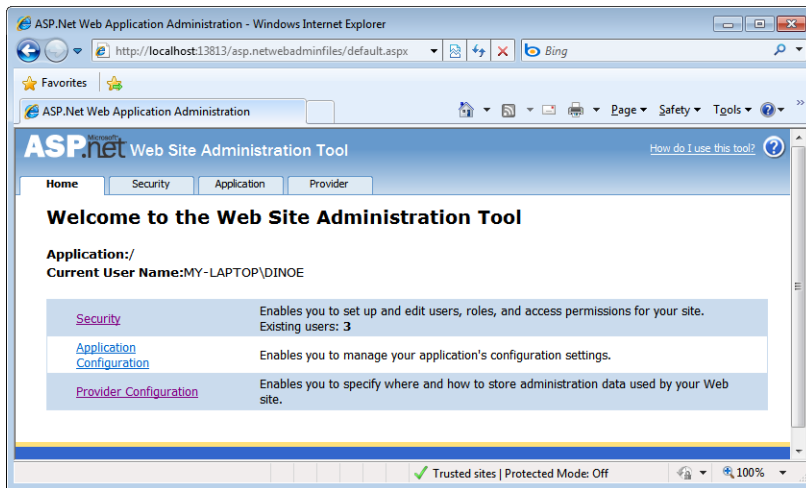 ASP.Net Web Application Administration - Windows Internet Explorer
http://localhost:13813/asp.netwebadminfiles/default.aspx
Bing
Favorites
ASP.Net Web Application Administration
Page Safety Tools
Microsoft
ASP.net Web Site Administration Tool
How do I use this tool?
Home Security Application Provider
Welcome to the Web Site Administration Tool
Application:/
Current User Name:MY-LAPTOP\DINOE
Security
Enables you to set up and edit users, roles, and access permissions for your site.
Existing users: 3
Application
Configuration
Enables you to manage your application's configuration settings.
Provider Configuration
Enables you to specify where and how to store administration data used by your Web
site.
Trusted sites | Protected Mode: Off
100%